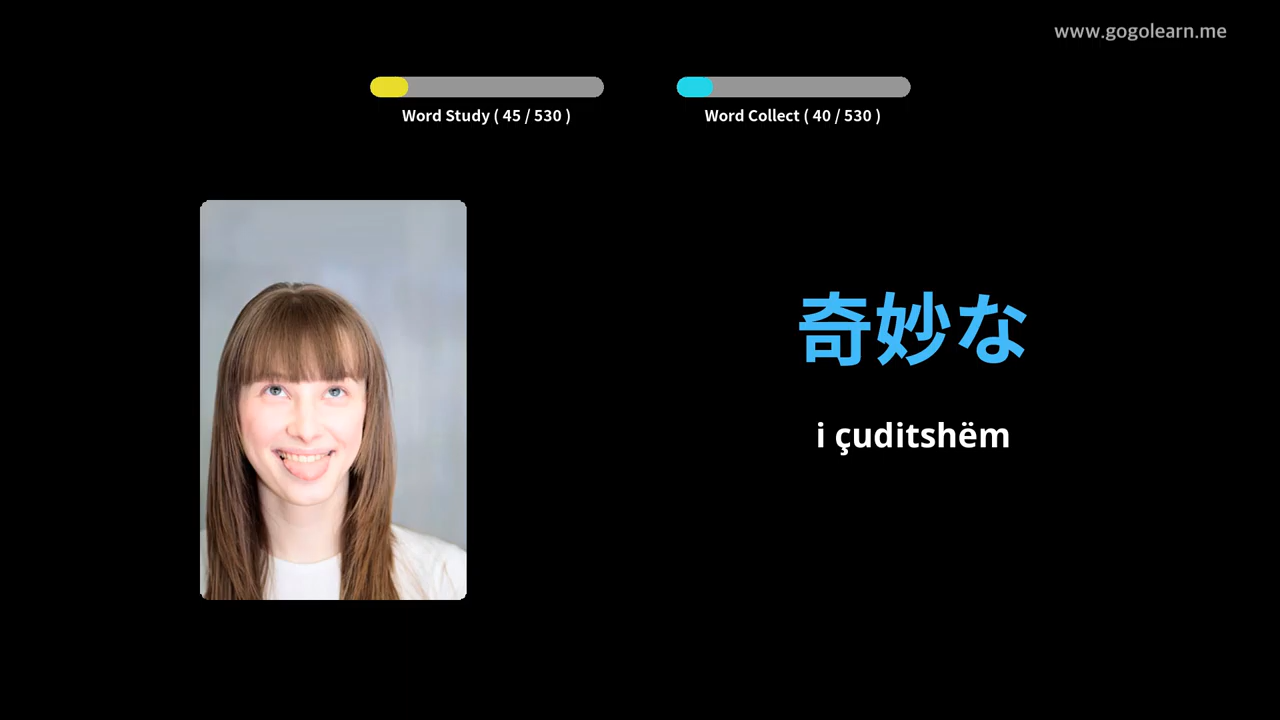 www.gogolearn.me
Word Study ( 45 / 530 )
Word Collect ( 40 / 530 )
奇妙な
i çuditshëm